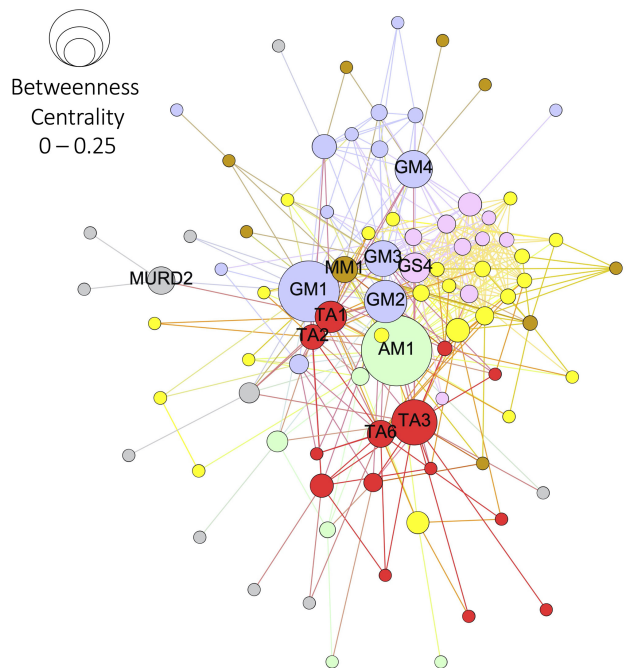 Betweenness
Centrality
0 – 0.25
GM4
GM3
MM1
GS4
MURD2
GM1
GM2
TA1
TA2
AM1
TA3
TA6